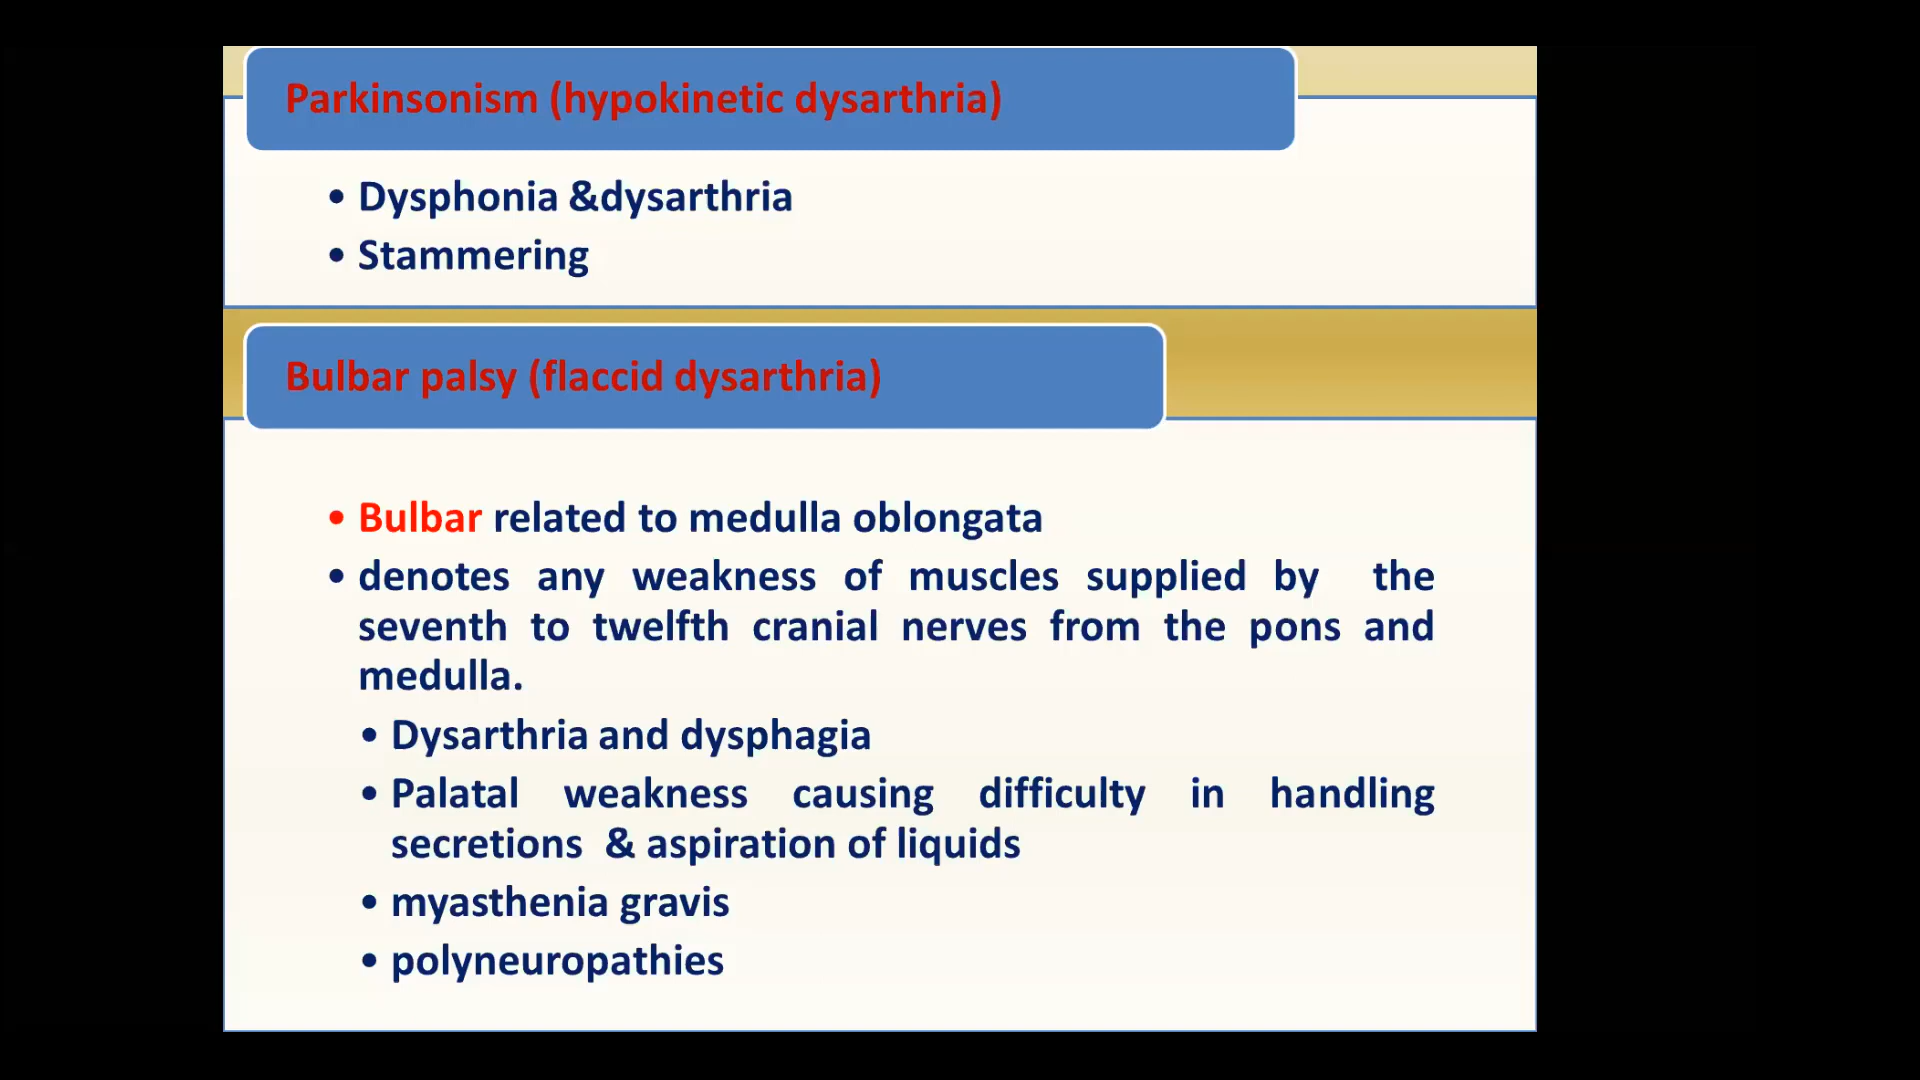 Parkinsonism (hypokinetic dysarthria)
• Dysphonia &dysarthria
• Stammering
Bulbar palsy (flaccid dysarthria)
• Bulbar related to medulla oblongata
• denotes any weakness of muscles supplied by the
seventh to twelfth cranial nerves from the pons and
medulla.
• Dysarthria and dysphagia
• Palatal weakness causing difficulty in handling
secretions & aspiration of liquids
• myasthenia gravis
• polyneuropathies